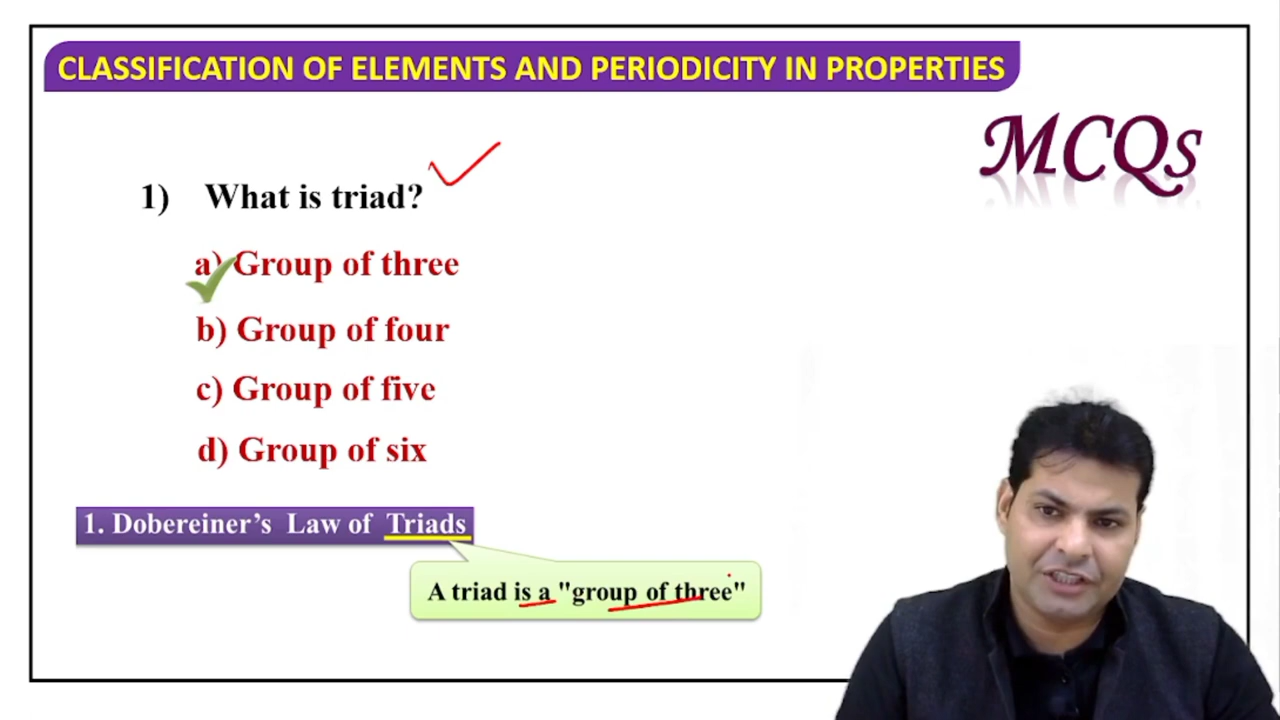 CLASSIFICATION OF ELEMENTS AND PERIODICITY IN PROPERTIES
MCQs
1) What is triad?
a) Group of three
b) Group of four
c) Group of five
d) Group of six
1. Dobereiner’s Law of Triads
A triad is a "group of three"